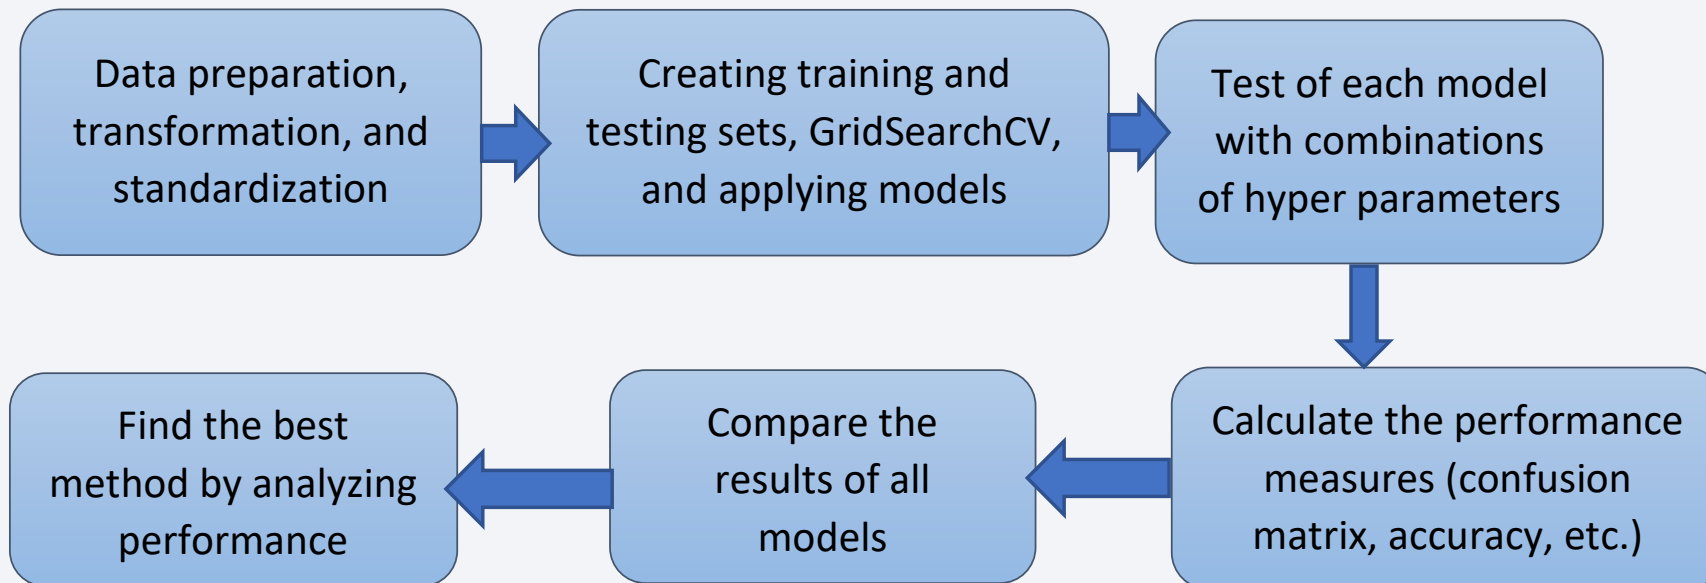 Data preparation,
transformation, and
standardization
Creating training and
testing sets, GridSearchCV,
and applying models
Test of each model
with combinations
of hyper parameters
Calculate the performance
measures (confusion
matrix, accuracy, etc.)
Compare the
results of all
models
Find the best
method by analyzing
performance